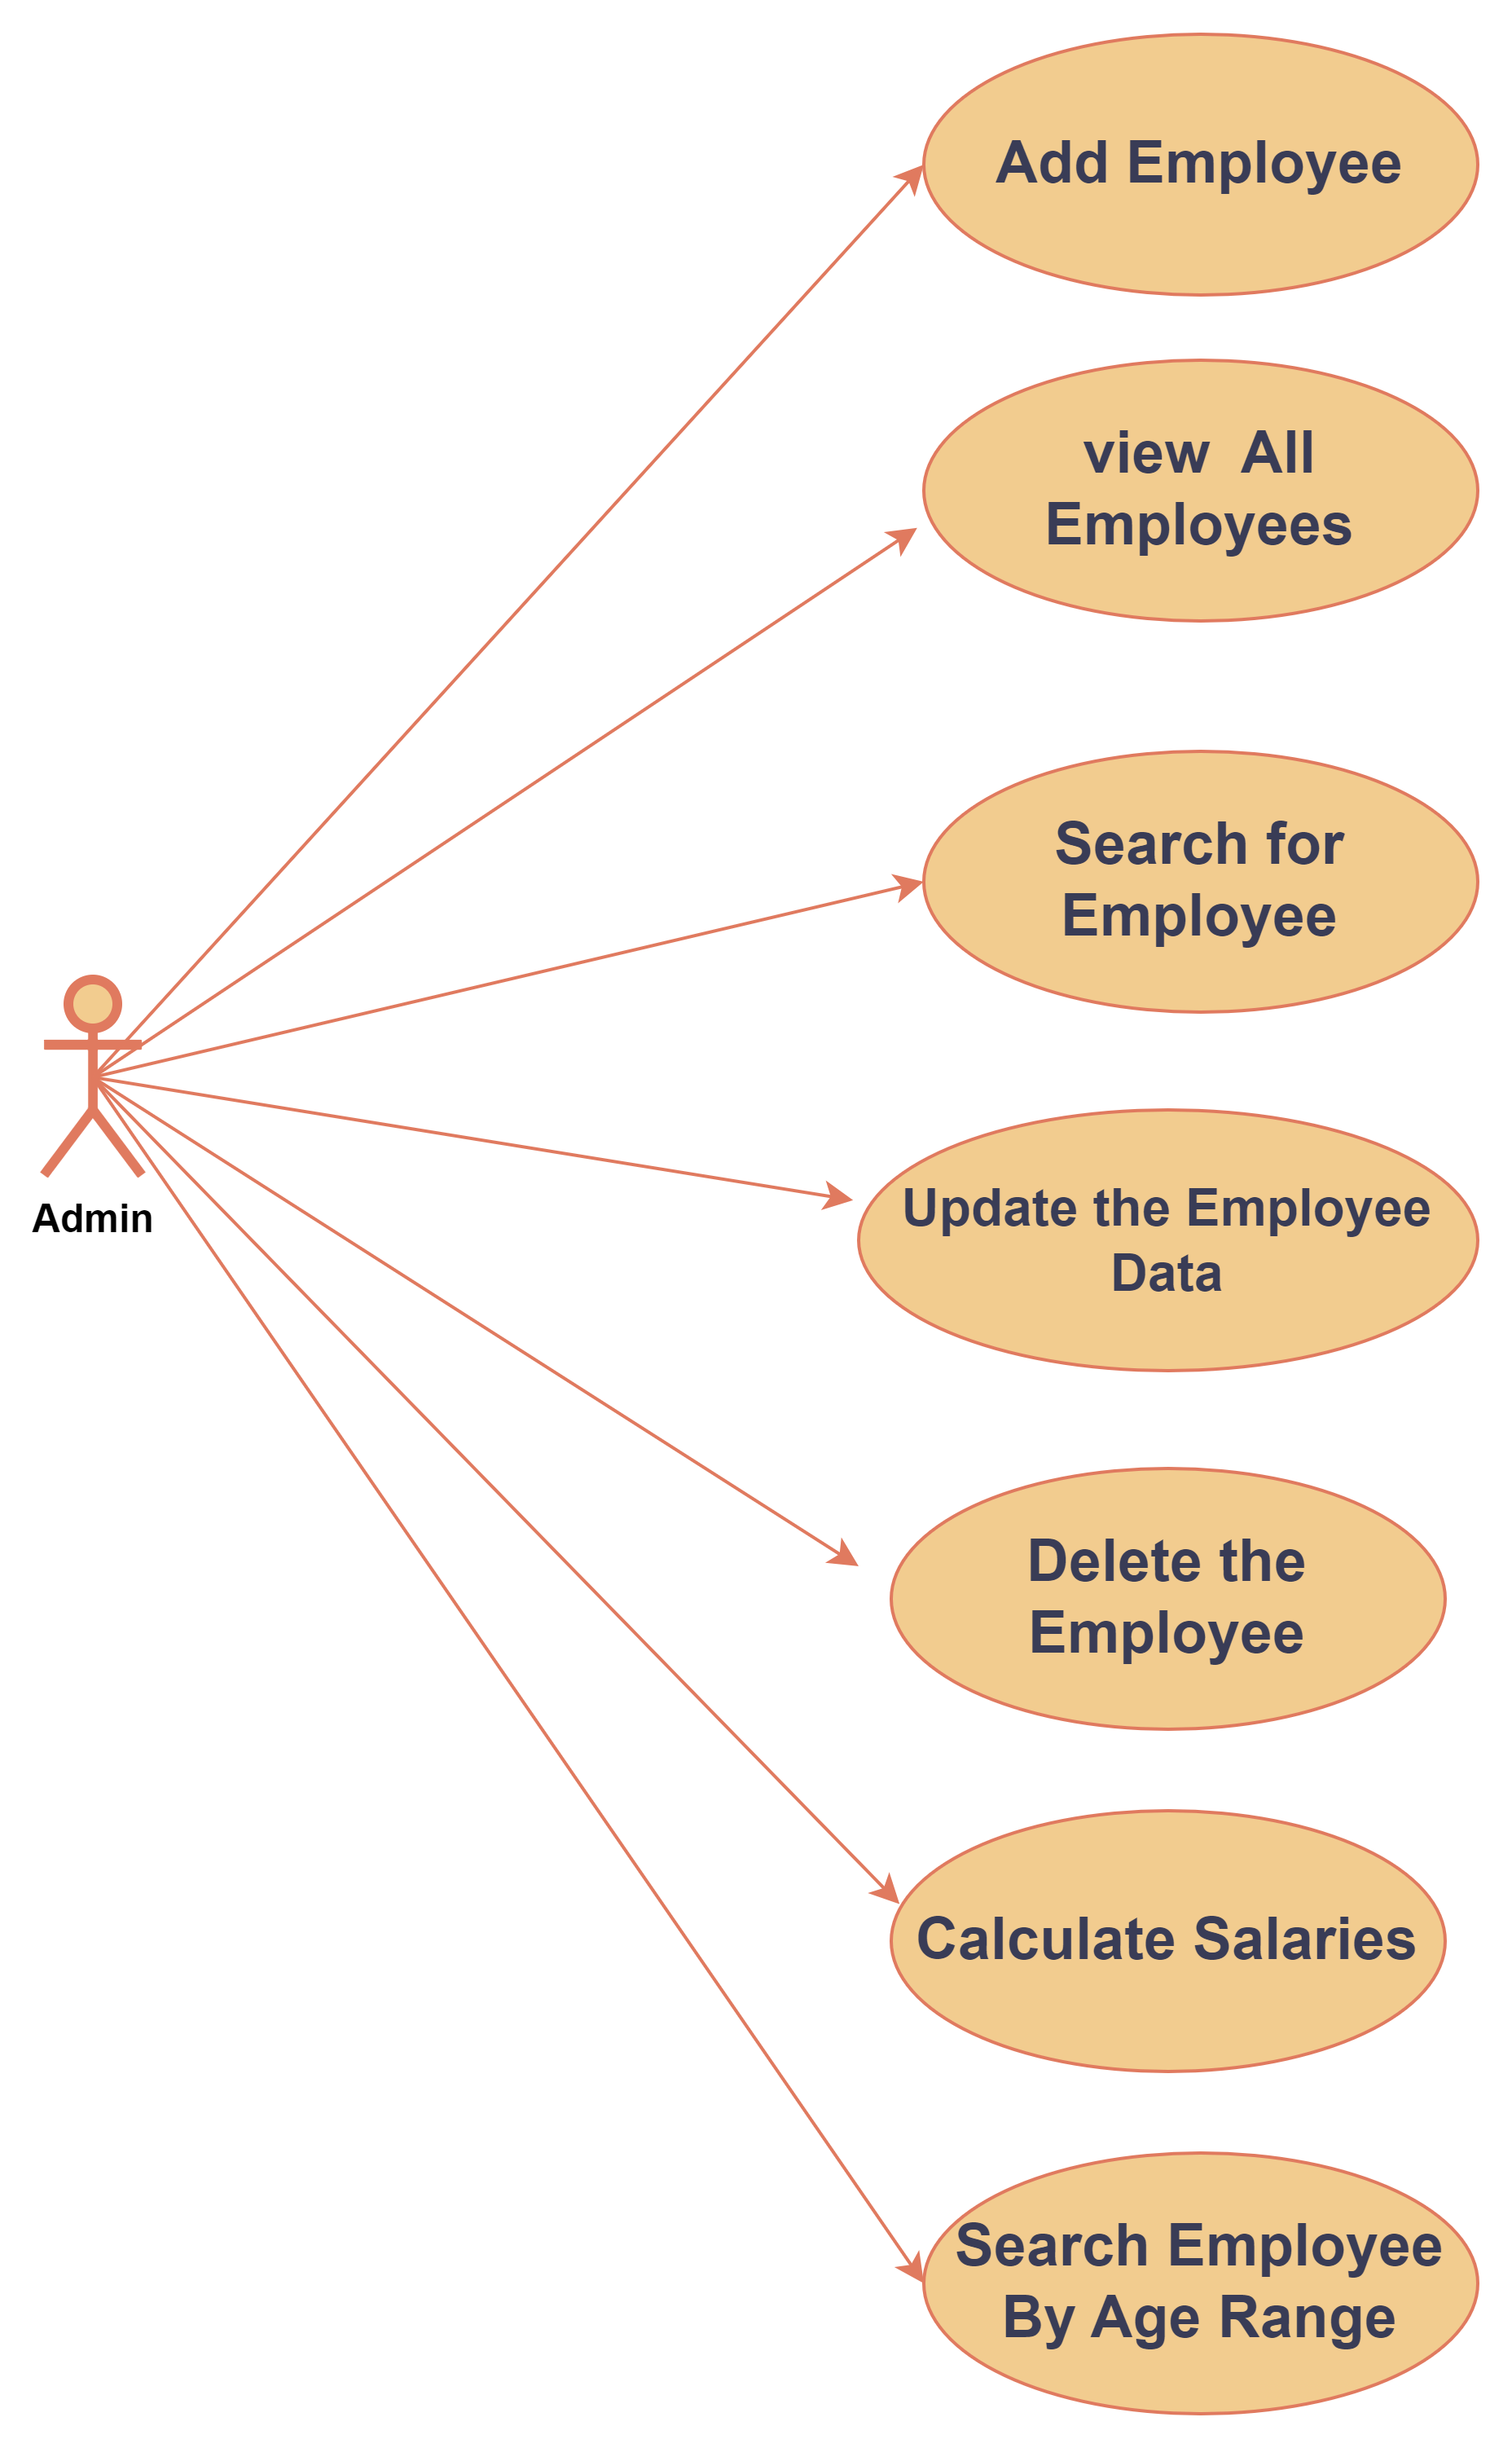 Add Employee
view  All
Employees
Search for
Employee
Admin
Update the Employee
Data
Delete the
Employee
Calculate Salaries
Search Employee
By Age Range